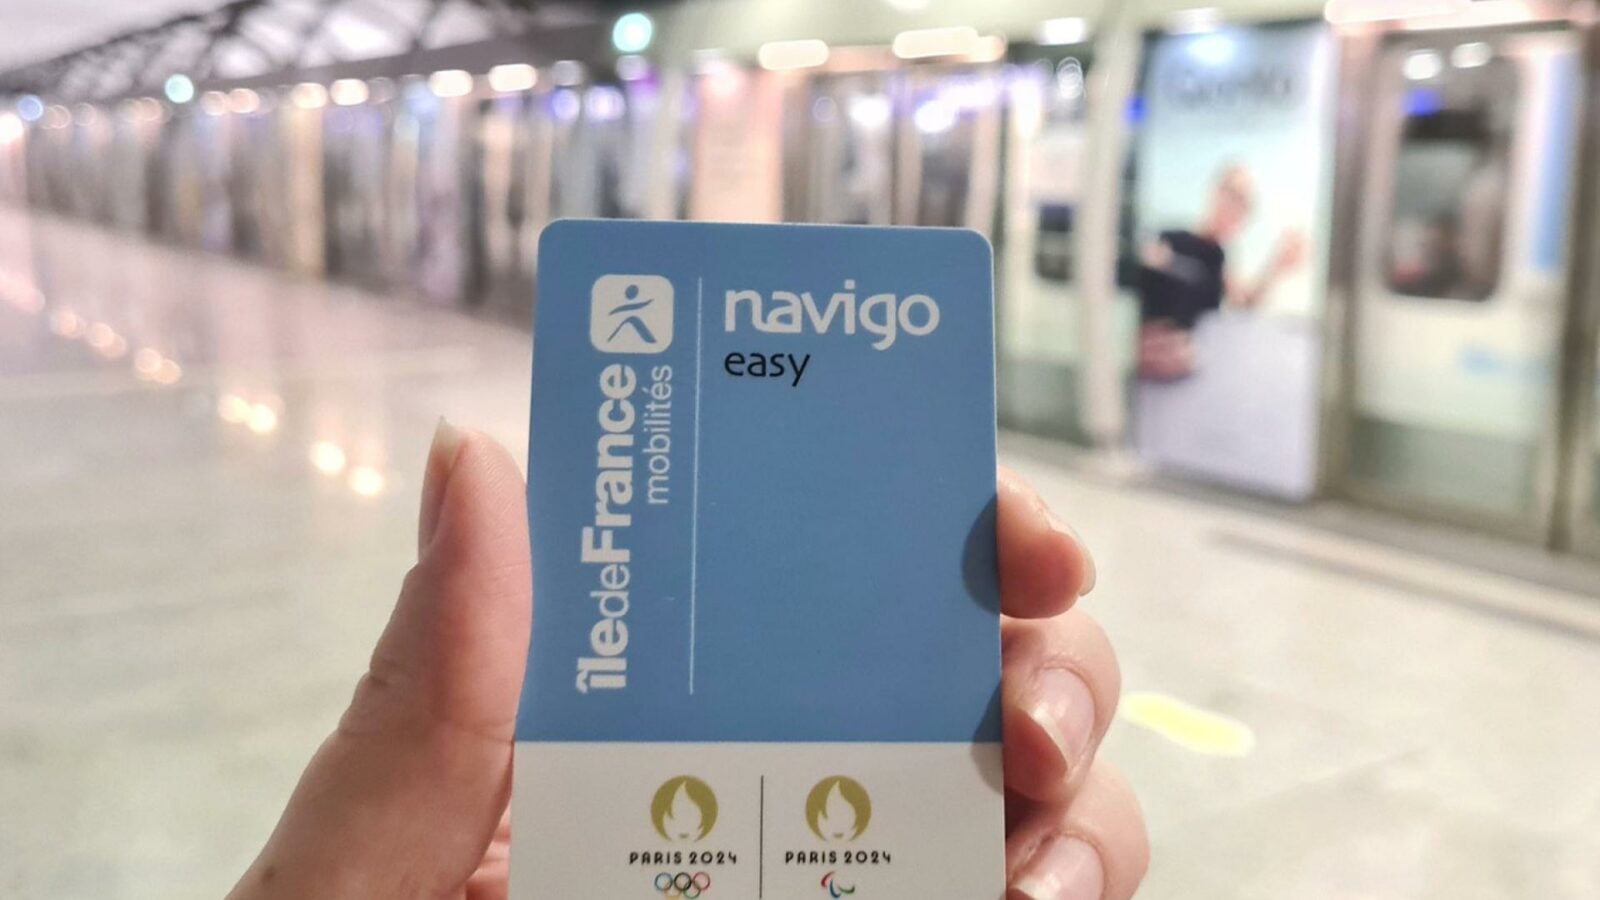 îledeFrance
mobilités
navigo
easy
PARIS 2024
PARIS 2024